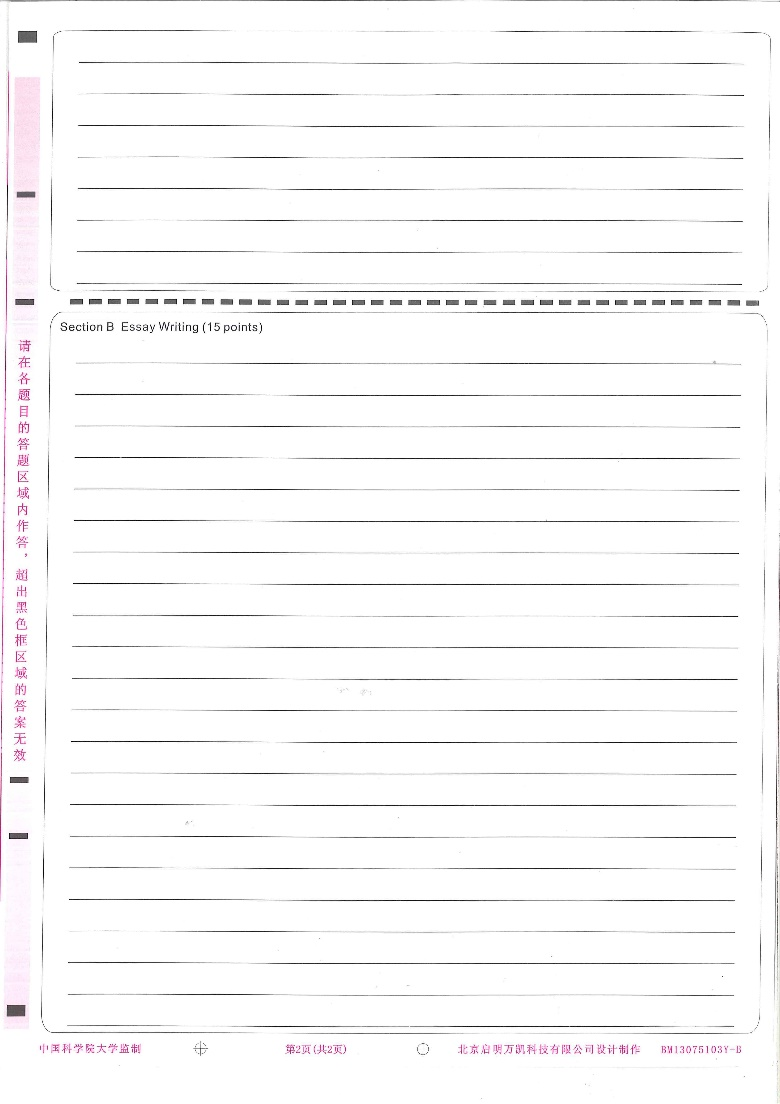 Section B Essay Writing (15 points)
请在各题目的答题区域内作答，超出黑色框区域的答案无效
中国科学院大学监制
第2页(共2页)
北京启明万凯科技有限公司设计制作 BM13075103Y-B